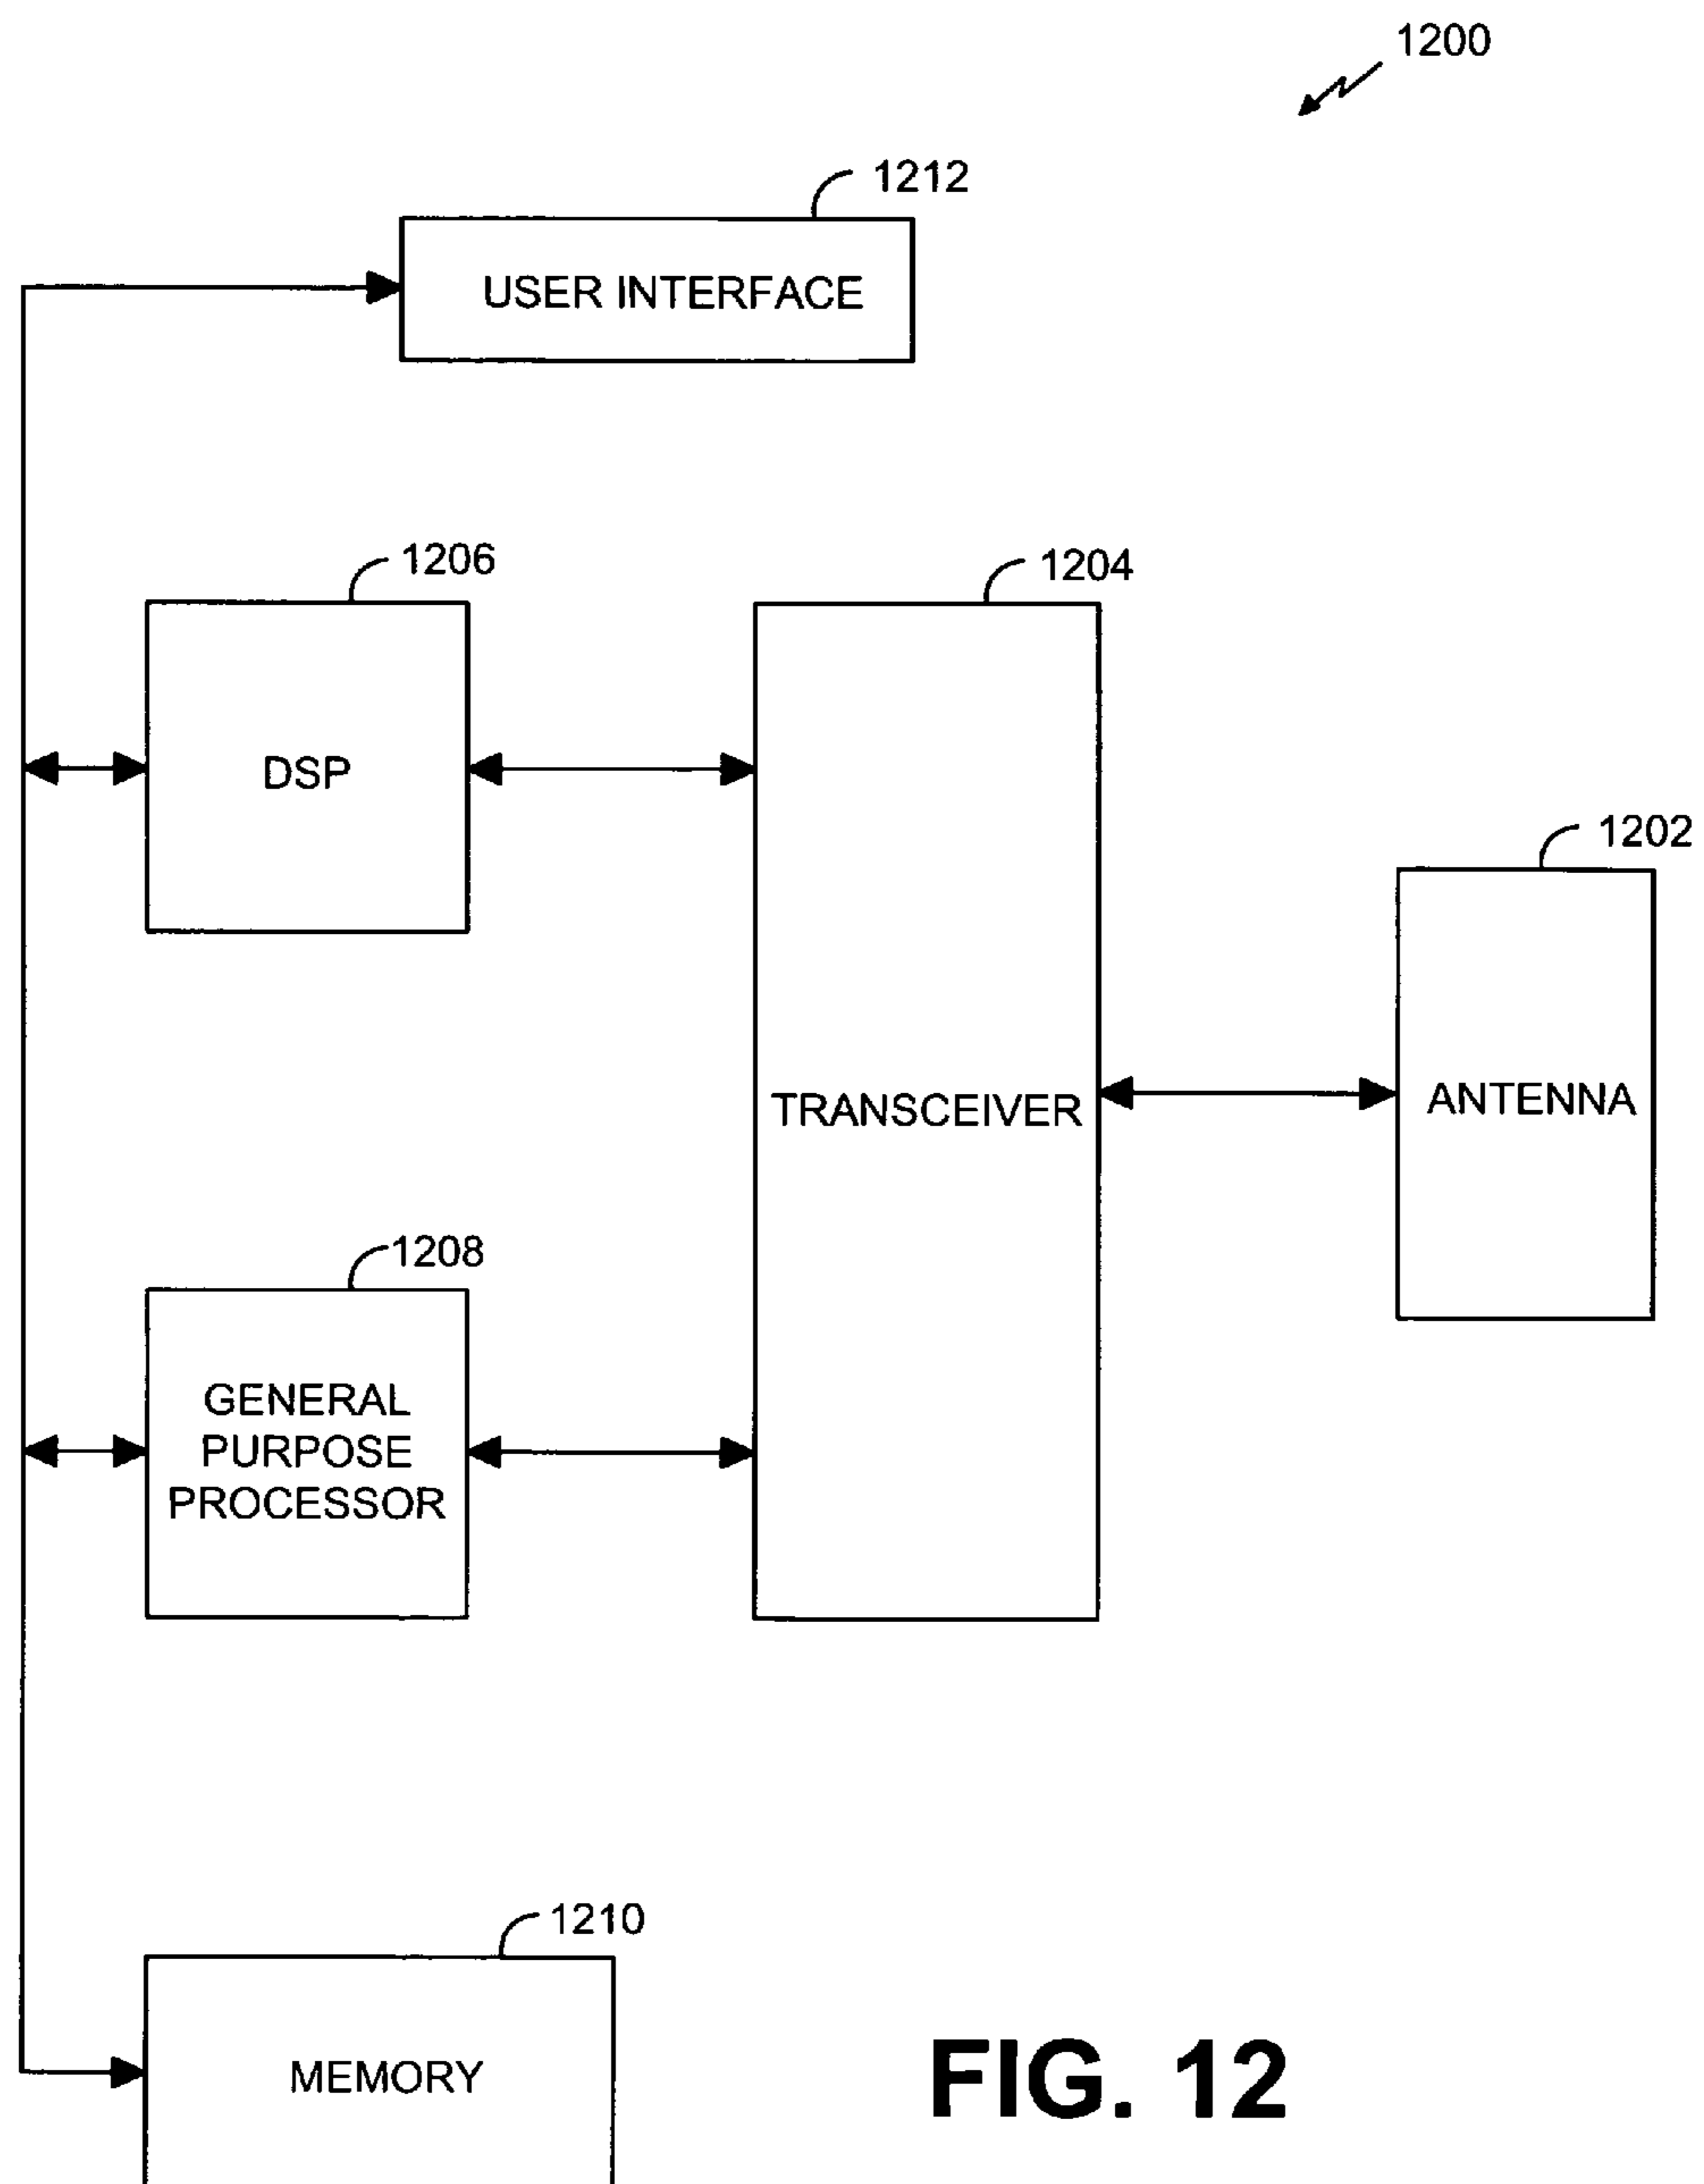 1200
1212
USER INTERFACE
1206
1204
DSP
1202
TRANSCEIVER
ANTENNA
1208
GENERAL
PURPOSE
PROCESSOR
1210
MEMORY
FIG. 12